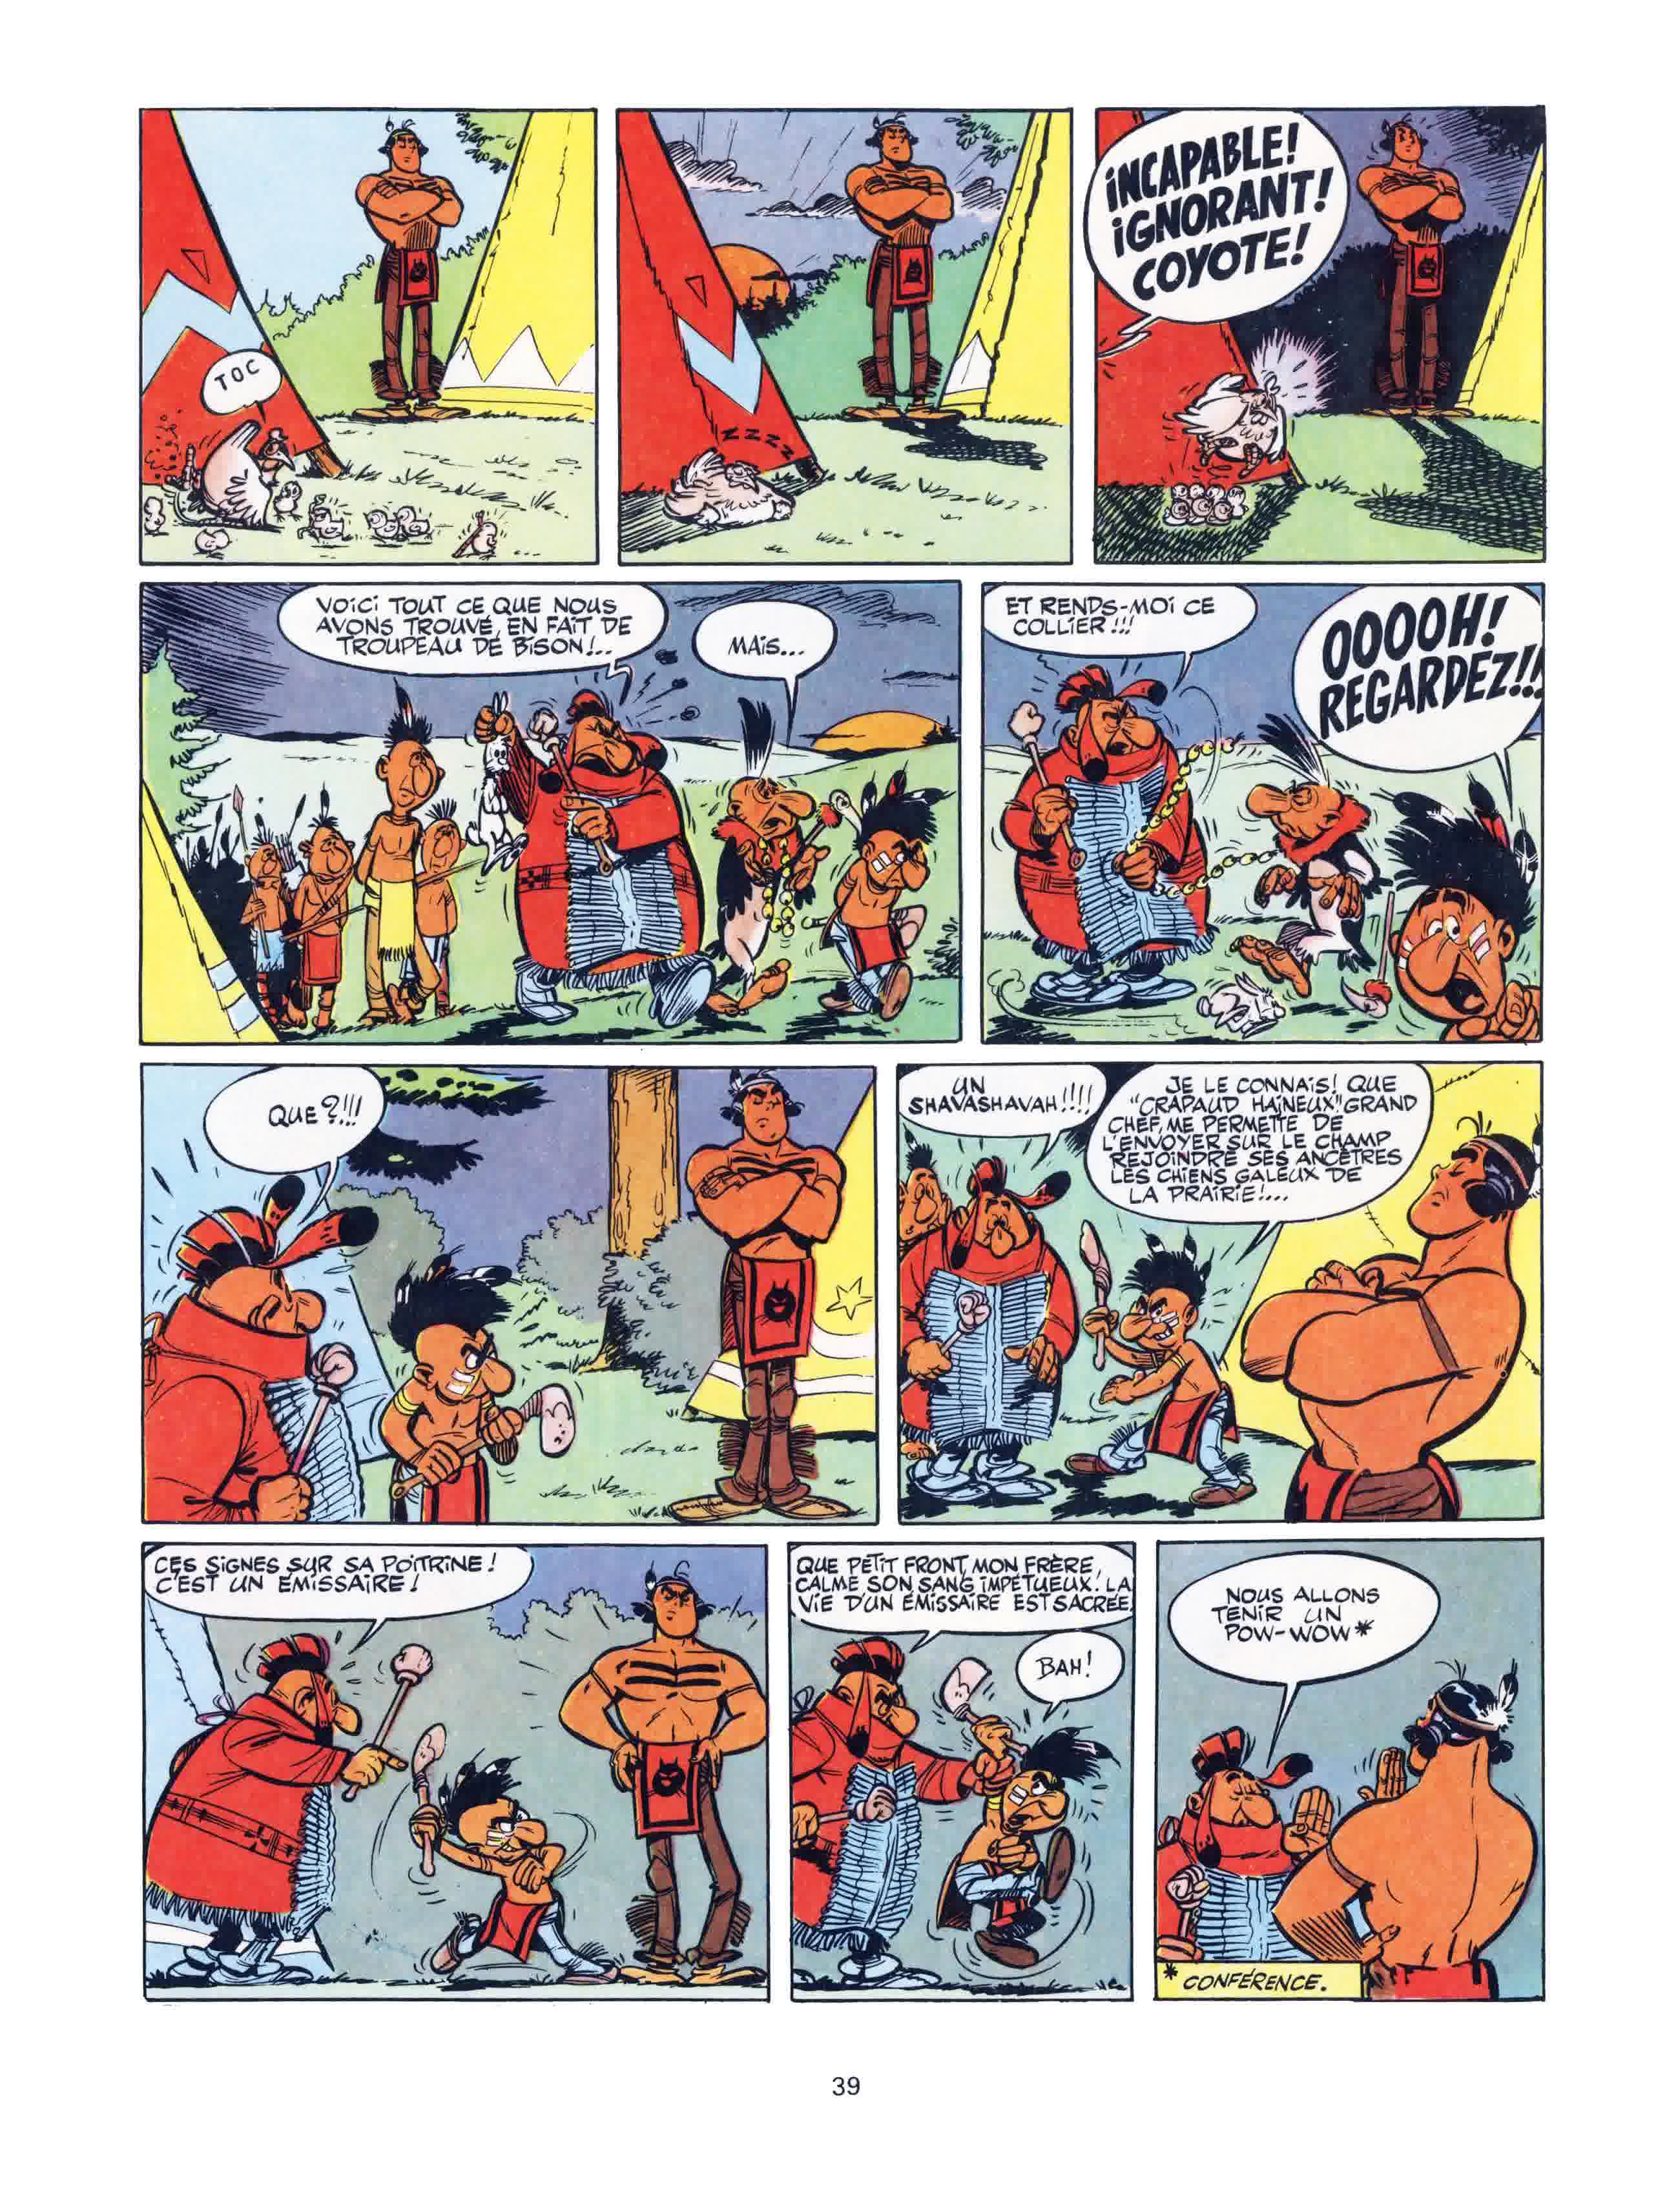 TOC
ZZZZ
INCAPABLE!
IGNORANT!
COYOTE!
VOICI TOUT CE QUE NOUS
AVONS TROUVÉ, EN FAIT DE
TROUPEAU DE BISON!..
MAIS...
ET RENDS-MOI CE
COLLIER!!!
OOOOH!
REGARDEZ!!!
QUE?!!!
UN
SHAVASHAVAH!!!!
JE LE CONNAIS! QUE
"CRAPAUD HAINEUX" GRAND
CHEF, ME PERMETTE DE
L'ENVOYER SUR LE CHAMP
REJOINDRE SES ANCÊTRES
LES CHIENS GALEUX DE
LA PRAIRIE!...
CES SIGNES SUR SA POITRINE!
C'EST UN ÉMISSAIRE!
QUE PETIT FRONT, MON FRÈRE,
CALME SON SANG IMPÉTUEUX. LA
VIE D'UN ÉMISSAIRE EST SACRÉE
BAH!
NOUS ALLONS
TENIR UN
POW-WOW*
* CONFÉRENCE.
39